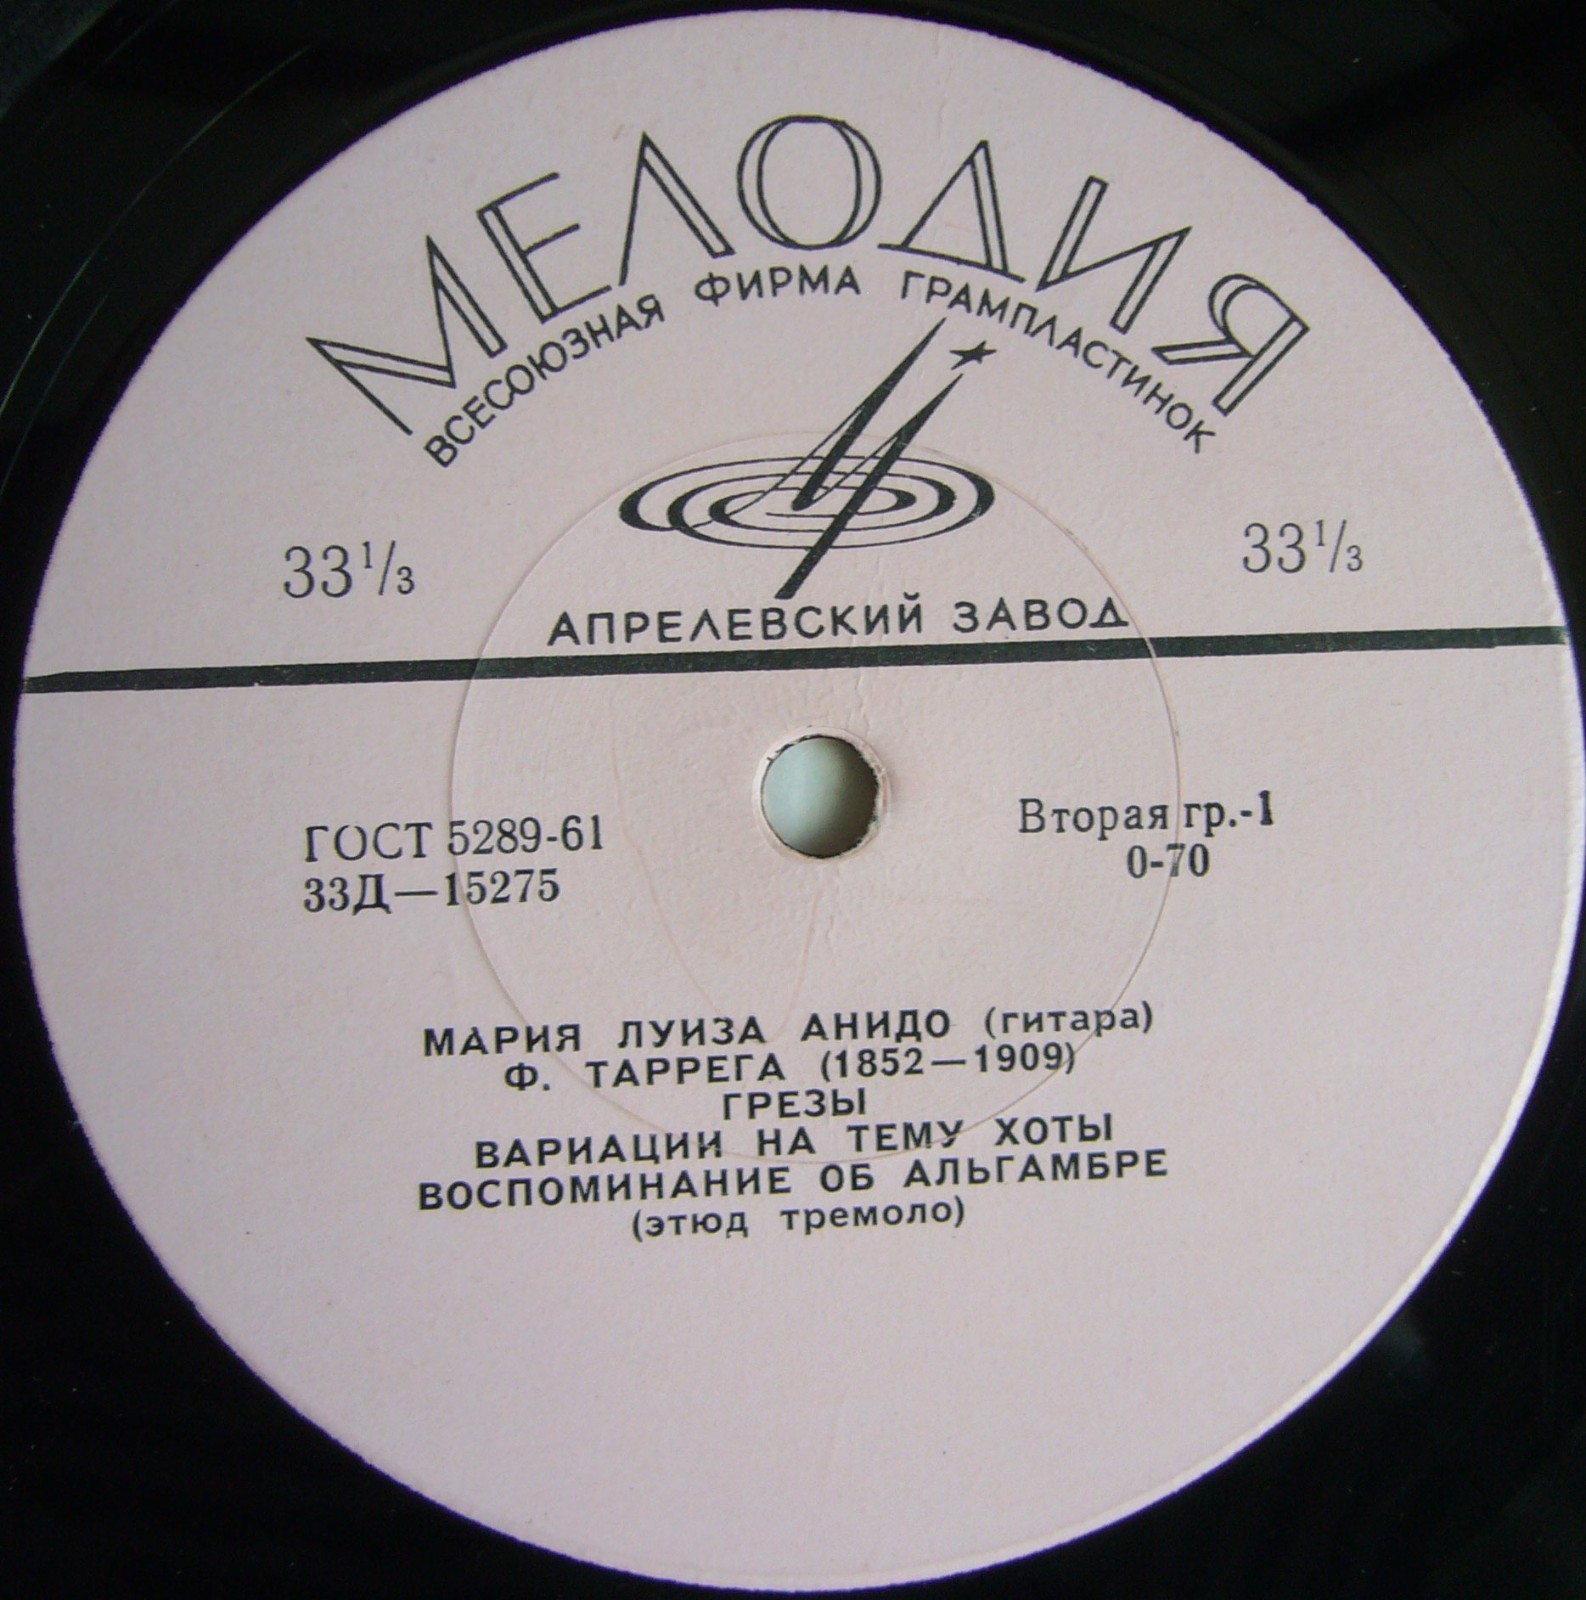 МЕЛОДИЯ
ВСЕСОЮЗНАЯ ФИРМА ГРАМПЛАСТИНОК
33⅓ 33⅓
АПРЕЛЕВСКИЙ ЗАВОД
ГОСТ 5289-61
33Д—15275
Вторая гр.-1
0-70
МАРИЯ ЛУИЗА АНИДО (гитара)
Ф. ТАРРЕГА (1852—1909)
ГРЕЗЫ
ВАРИАЦИИ НА ТЕМУ ХОТЫ
ВОСПОМИНАНИЕ ОБ АЛЬГАМБРЕ
(этюд тремоло)